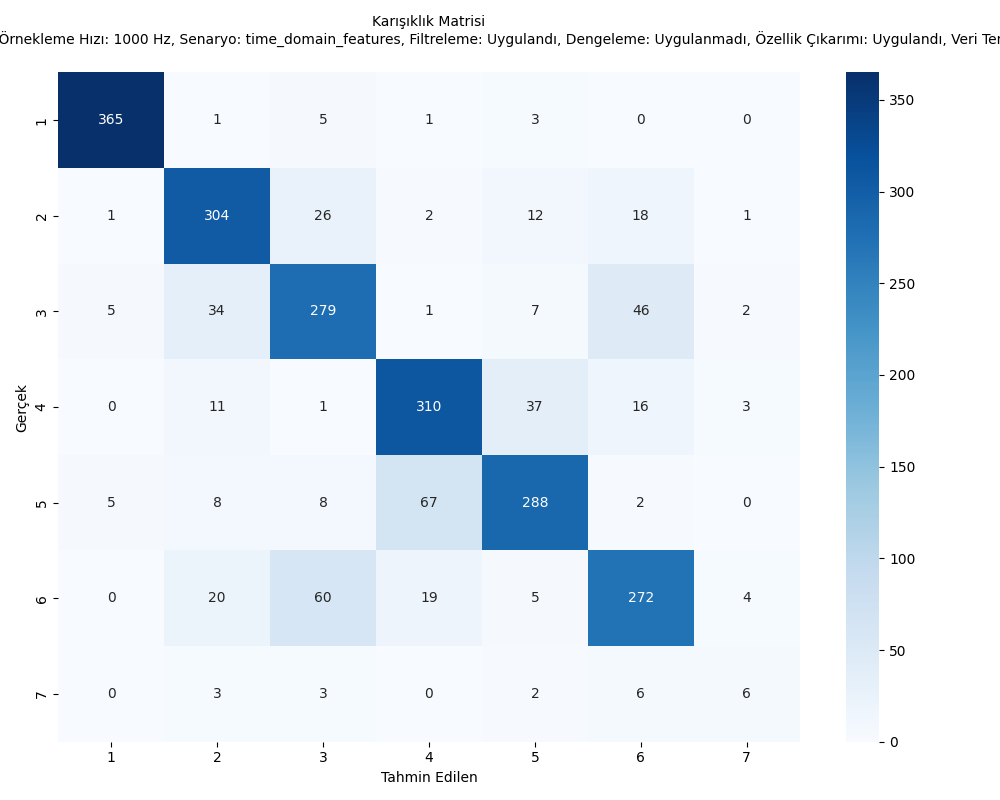 Karışıklık Matrisi
Örnekleme Hızı: 1000 Hz, Senaryo: time_domain_features, Filtreleme: Uygulandı, Dengeleme: Uygulanmadı, Özellik Çıkarımı: Uygulandı, Veri
1 365 1 5 1 3 0 0
2 1 304 26 2 12 18 1
3 5 34 279 1 7 46 2
4 0 11 1 310 37 16 3
5 5 8 8 67 288 2 0
6 0 20 60 19 5 272 4
7 0 3 3 0 2 6 6
1 2 3 4 5 6 7
Tahmin Edilen
Gerçek
350
300
250
200
150
100
50
0